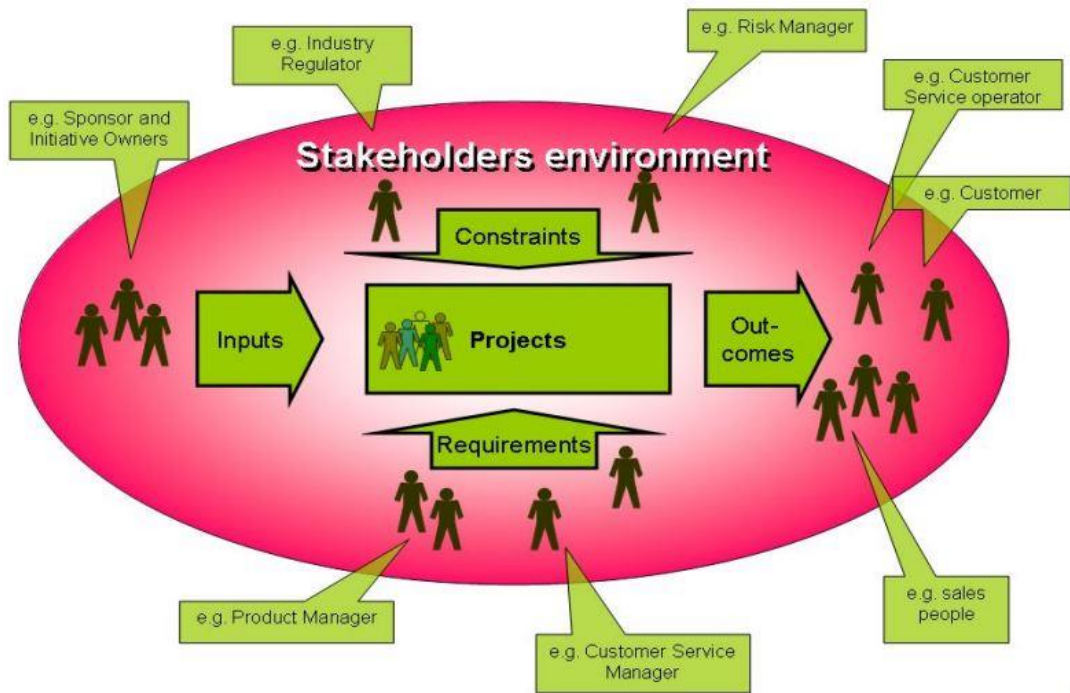 e.g. Industry
Regulator
e.g. Risk Manager
e.g. Customer
Service operator
e.g. Sponsor and
Initiative Owners
Stakeholders environment
e.g. Customer
Constraints
Inputs
Projects
Out-
comes
Requirements
e.g. Product Manager
e.g. Customer Service
Manager
e.g. sales
people